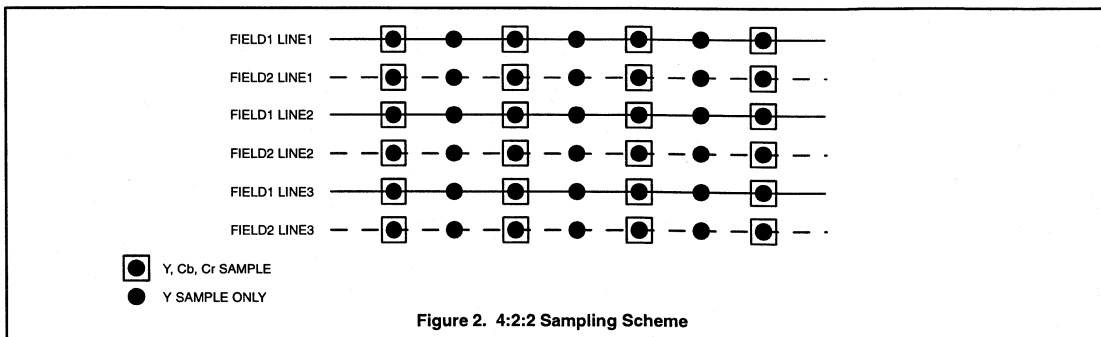 FIELD1 LINE1
FIELD2 LINE1
FIELD1 LINE2
FIELD2 LINE2
FIELD1 LINE3
FIELD2 LINE3
Y, Cb, Cr SAMPLE
Y SAMPLE ONLY
Figure 2. 4:2:2 Sampling Scheme